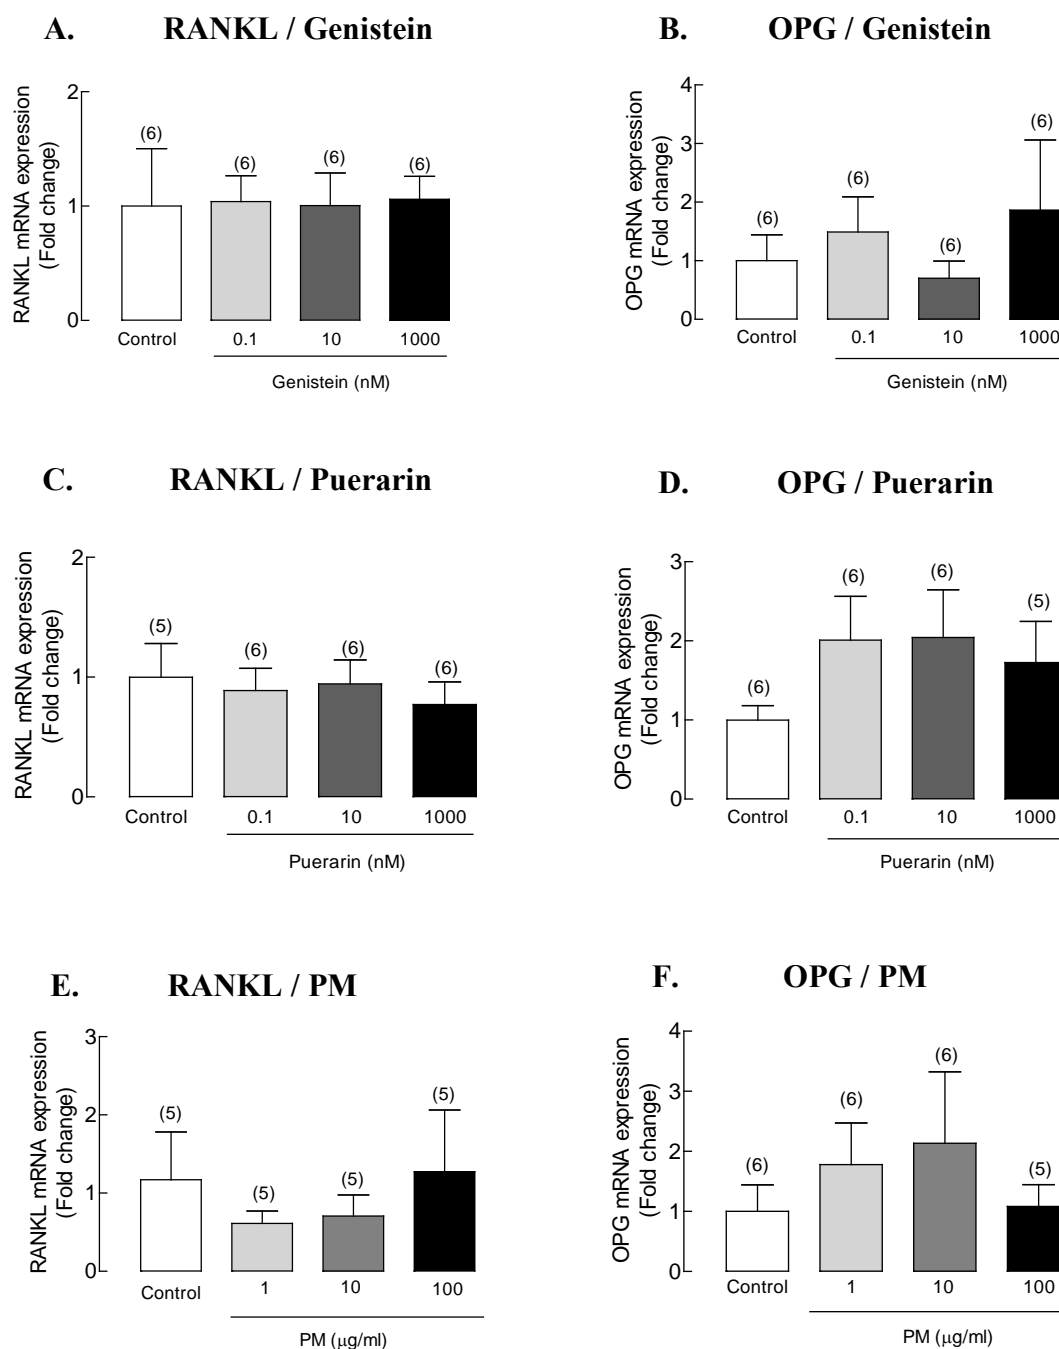 A. RANKL / Genistein
RANKL mRNA expression
(Fold change)
2
1
0
(6)
(6)
(6)
(6)
Control
0.1
10
1000
Genistein (nM)
B. OPG / Genistein
OPG mRNA expression
(Fold change)
4
3
2
1
0
(6)
(6)
(6)
(6)
Control
0.1
10
1000
Genistein (nM)
C. RANKL / Puerarin
RANKL mRNA expression
(Fold change)
2
1
0
(5)
(6)
(6)
(6)
Control
0.1
10
1000
Puerarin (nM)
D. OPG / Puerarin
OPG mRNA expression
(Fold change)
3
2
1
0
(6)
(6)
(6)
(5)
Control
0.1
10
1000
Puerarin (nM)
E. RANKL / PM
RANKL mRNA expression
(Fold change)
3
2
1
0
(5)
(5)
(5)
(5)
Control
1
10
100
PM (μg/ml)
F. OPG / PM
OPG mRNA expression
(Fold change)
4
3
2
1
0
(6)
(6)
(6)
(5)
Control
1
10
100
PM (μg/ml)